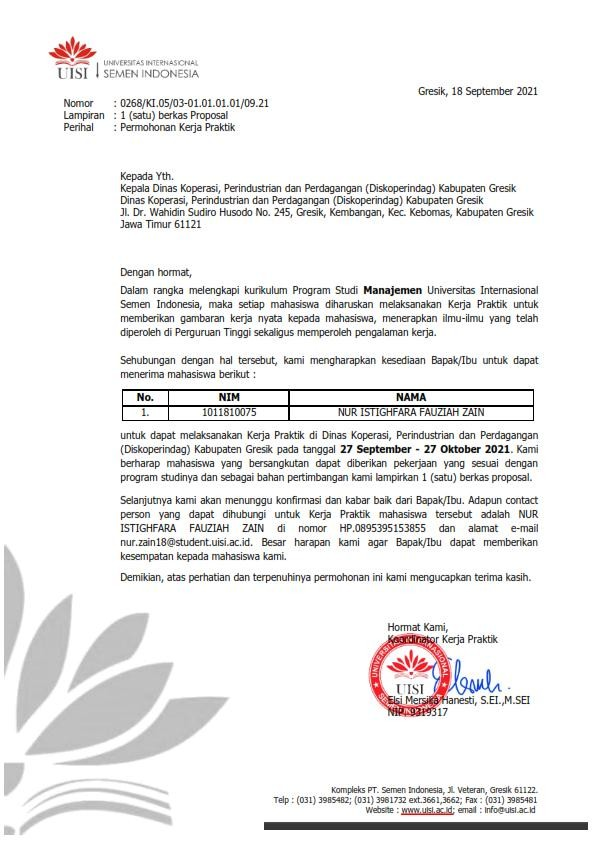 UNIVERSITAS INTERNASIONAL
UISI SEMEN INDONESIA
Gresik, 18 September 2021
Nomor : 0268/KI.05/03-01.01.01.01/09.21
Lampiran : 1 (satu) berkas Proposal
Perihal : Permohonan Kerja Praktik
Kepada Yth.
Kepala Dinas Koperasi, Perindustrian dan Perdagangan (Diskoperindag) Kabupaten Gresik
Dinas Koperasi, Perindustrian dan Perdagangan (Diskoperindag) Kabupaten Gresik
Jl. Dr. Wahidin Sudiro Husodo No. 245, Gresik, Kembangan, Kec. Kebomas, Kabupaten Gresik
Jawa Timur 61121
Dengan hormat,
Dalam rangka melengkapi kurikulum Program Studi Manajemen Universitas Internasional
Semen Indonesia, maka setiap mahasiswa diharuskan melaksanakan Kerja Praktik untuk
memberikan gambaran kerja nyata kepada mahasiswa, menerapkan ilmu-ilmu yang telah
diperoleh di Perguruan Tinggi sekaligus memperoleh pengalaman kerja.
Sehubungan dengan hal tersebut, kami mengharapkan kesediaan Bapak/Ibu untuk dapat
menerima mahasiswa berikut :
No. NIM NAMA
1. 1011810075 NUR ISTIGHFARA FAUZIAH ZAIN
untuk dapat melaksanakan Kerja Praktik di Dinas Koperasi, Perindustrian dan Perdagangan
(Diskoperindag) Kabupaten Gresik pada tanggal 27 September - 27 Oktober 2021. Kami
berharap mahasiswa yang bersangkutan dapat diberikan pekerjaan yang sesuai dengan
program studinya dan sebagai bahan pertimbangan kami lampirkan 1 (satu) berkas proposal.
Selanjutnya kami akan menunggu konfirmasi dan kabar baik dari Bapak/Ibu. Adapun contact
person yang dapat dihubungi untuk Kerja Praktik mahasiswa tersebut adalah NUR
ISTIGHFARA FAUZIAH ZAIN di nomor HP.0895395153855 dan alamat e-mail
nur.zain18@student.uisi.ac.id. Besar harapan kami agar Bapak/Ibu dapat memberikan
kesempatan kepada mahasiswa kami.
Demikian, atas perhatian dan terpenuhinya permohonan ini kami mengucapkan terima kasih.
Hormat Kami,
Koordinator Kerja Praktik
UNIVERSITAS INTERNASIONAL
UISI
SEMEN INDONESIA
Elsi Mersilia Hanesti, S.EI.,M.SEI
NIP. 9319317
Kompleks PT. Semen Indonesia, Jl. Veteran, Gresik 61122.
Telp : (031) 3985482; (031) 3981732 ext.3661,3662; Fax : (031) 3985481
Website : www.uisi.ac.id; email : info@uisi.ac.id